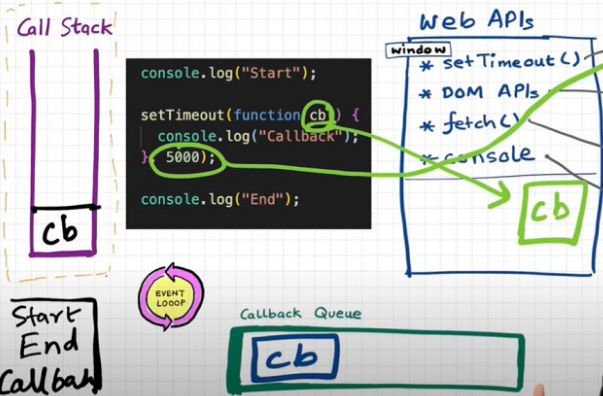 Call Stack
cb
Start
End
Callback
console.log("Start");
setTimeout(function cb() {
console.log("Callback");
}, 5000);
console.log("End");
EVENT
LOOOP
Callback Queue
cb
Web APIs
window
* setTimeout()
* DOM APIs
* fetch()
* console
cb